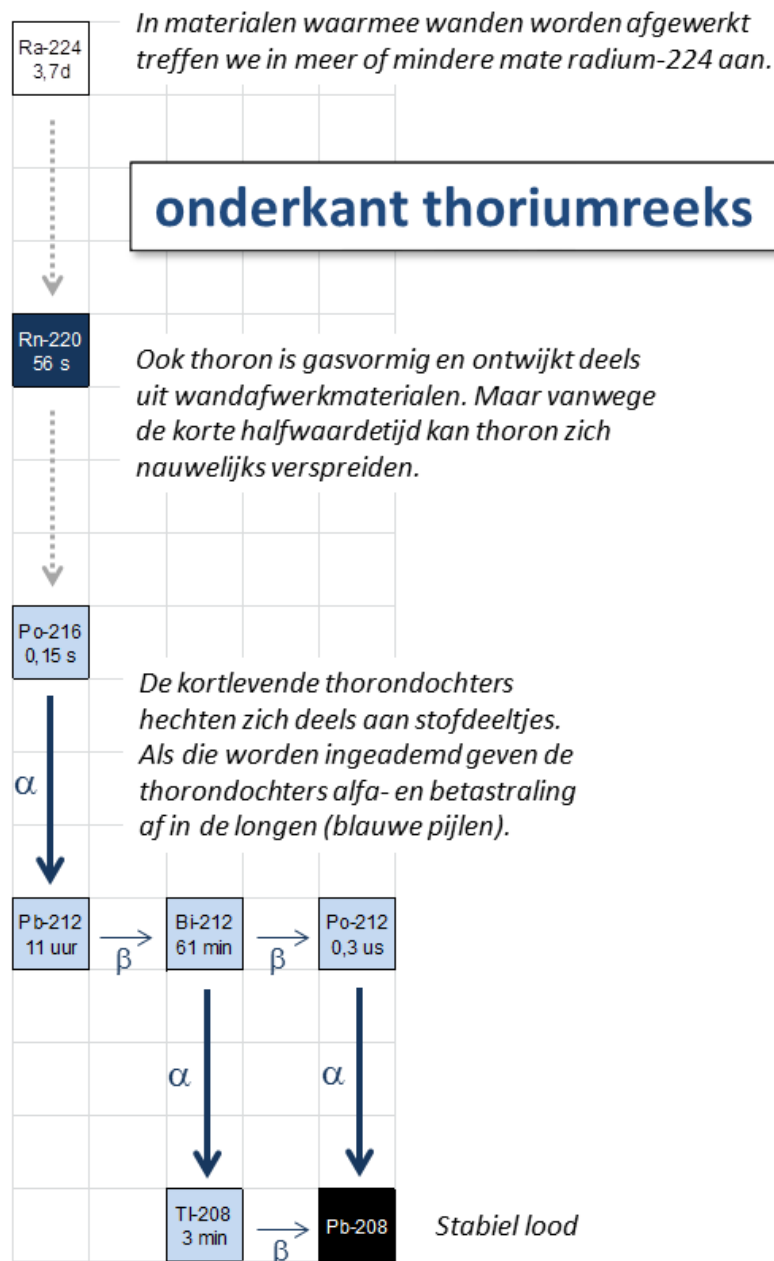 Ra-224
3,7d
In materialen waarmee wanden worden afgewerkt
treffen we in meer of mindere mate radium-224 aan.
onderkant thoriumreeks
Rn-220
56 s
Ook thoron is gasvormig en ontwijkt deels
uit wandafwerkmaterialen. Maar vanwege
de korte halfwaardetijd kan thoron zich
nauwelijks verspreiden.
Po-216
0,15 s
De kortlevende thorondochters
hechten zich deels aan stofdeeltjes.
Als die worden ingeademd geven de
thorondochters alfa- en betastraling
af in de longen (blauwe pijlen).
α
Pb-212
11 uur
β
Bi-212
61 min
β
Po-212
0,3 us
α
α
Tl-208
3 min
β
Pb-208
Stabiel lood